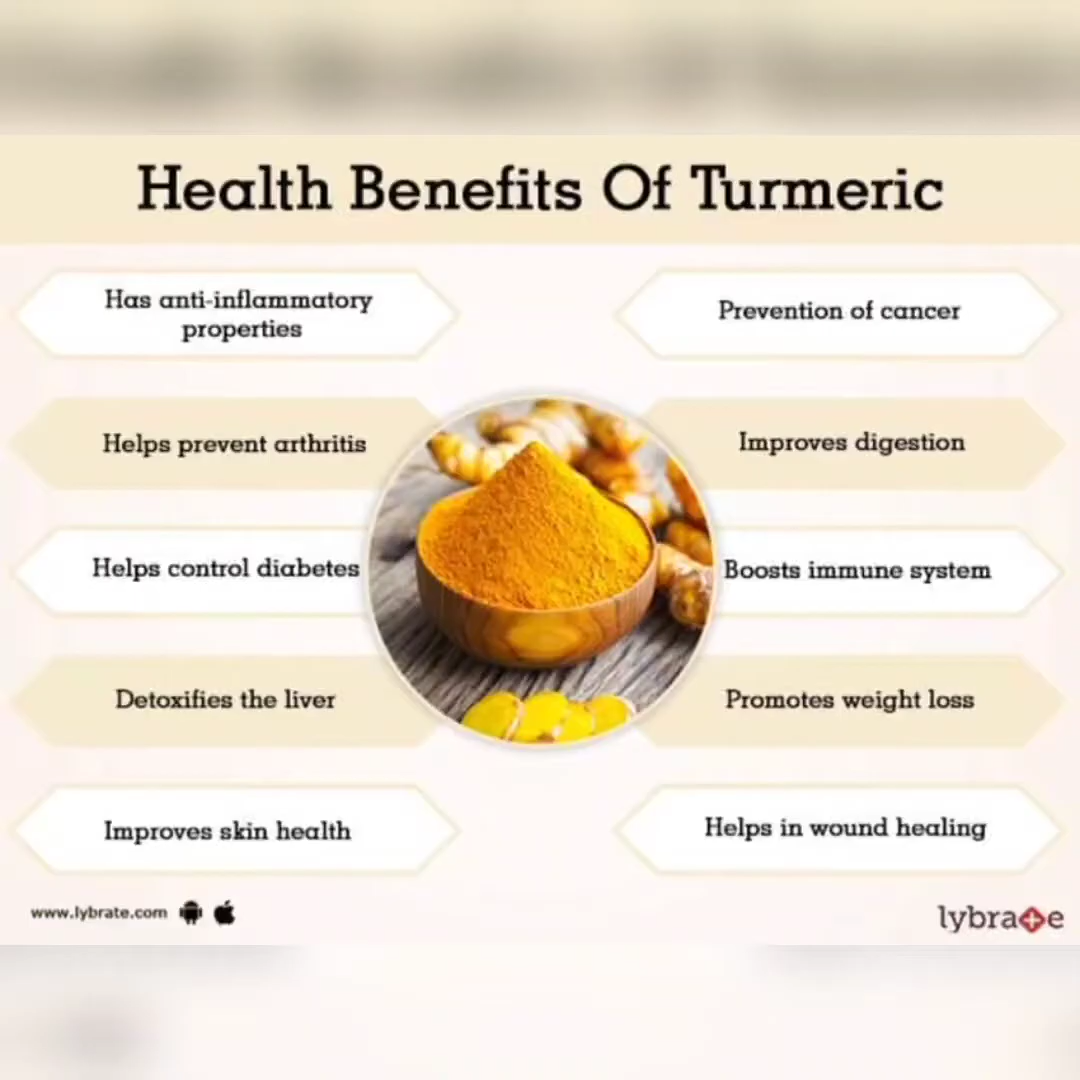 Health Benefits Of Turmeric
Has anti-inflammatory
properties
Prevention of cancer
Helps prevent arthritis
Improves digestion
Helps control diabetes
Boosts immune system
Detoxifies the liver
Promotes weight loss
Improves skin health
Helps in wound healing
www.lybrate.com
lybrate